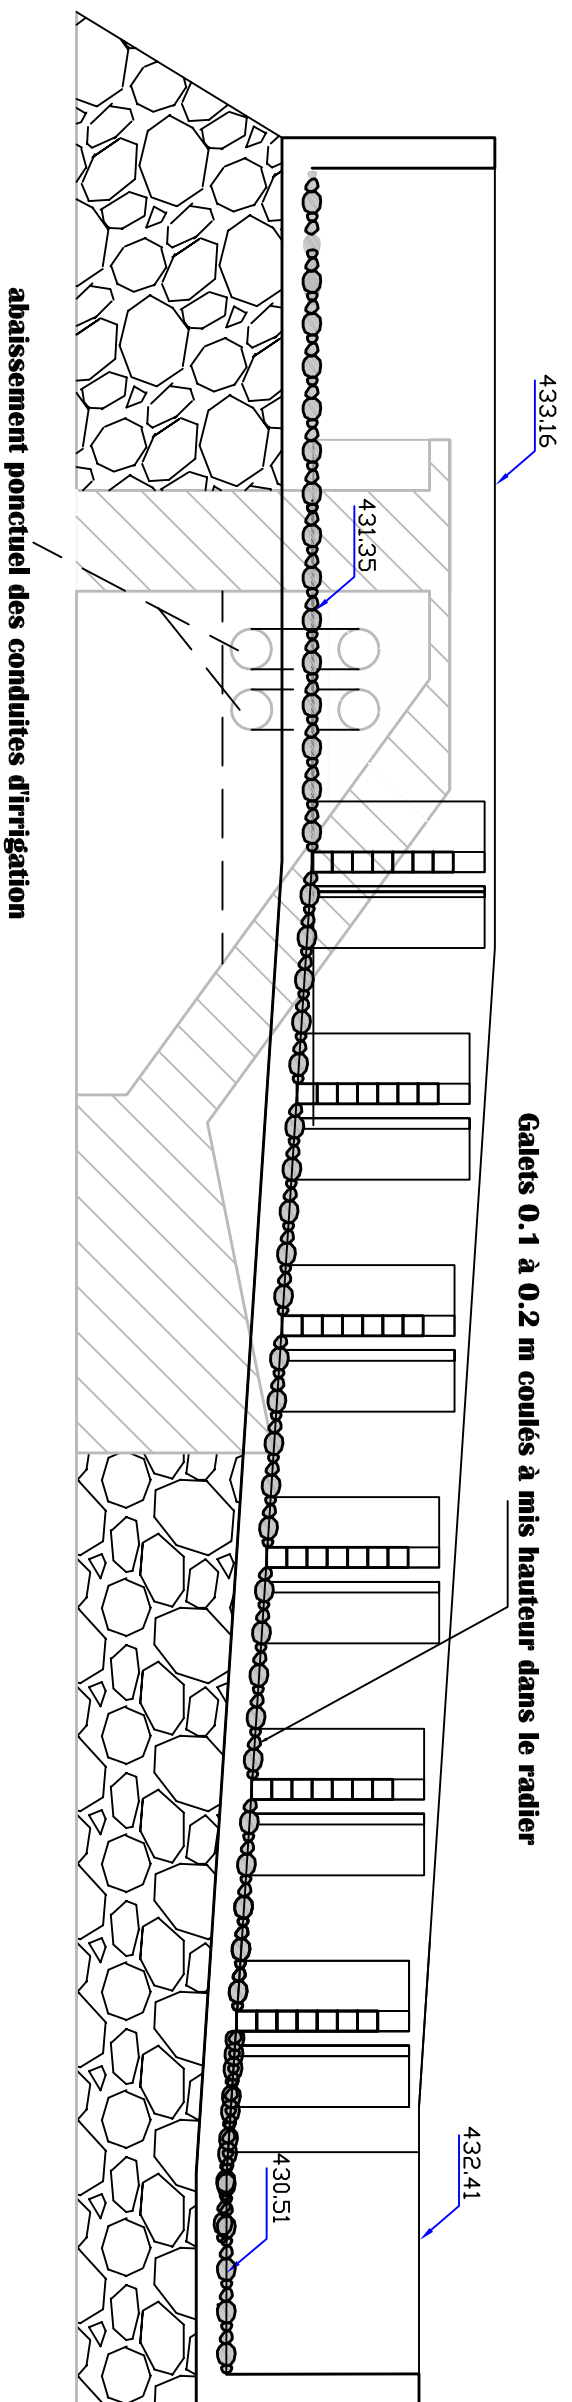 433.16
431.35
abaissement ponctuel des conduites d'irrigation
Galets 0.1 à 0.2 m coulés à mis hauteur dans le radier
432.41
430.51